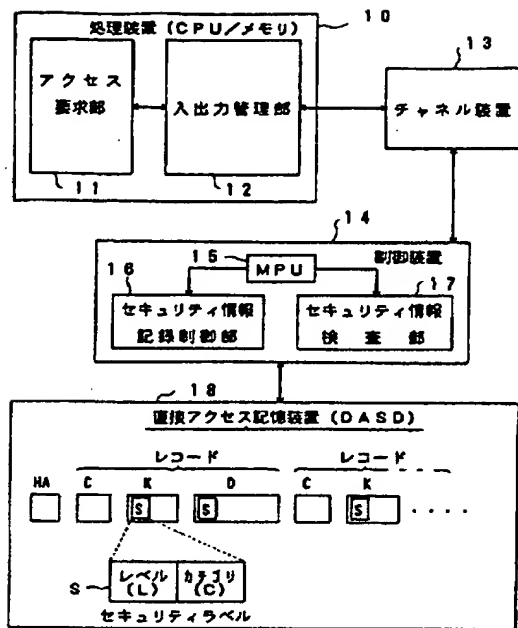 10
処理装置(CPU/メモリ)
13
アクセス
要求部
入出力管理部
チャネル装置
11
12
14
15
制御装置
MPU
16
17
セキュリティ情報
記録制御部
セキュリティ情報
検査部
18
直接アクセス記憶装置(DASD)
レコード
レコード
HA C K D C K
S S S ....
S レベル (L) カテゴリ (C)
セキュリティラベル